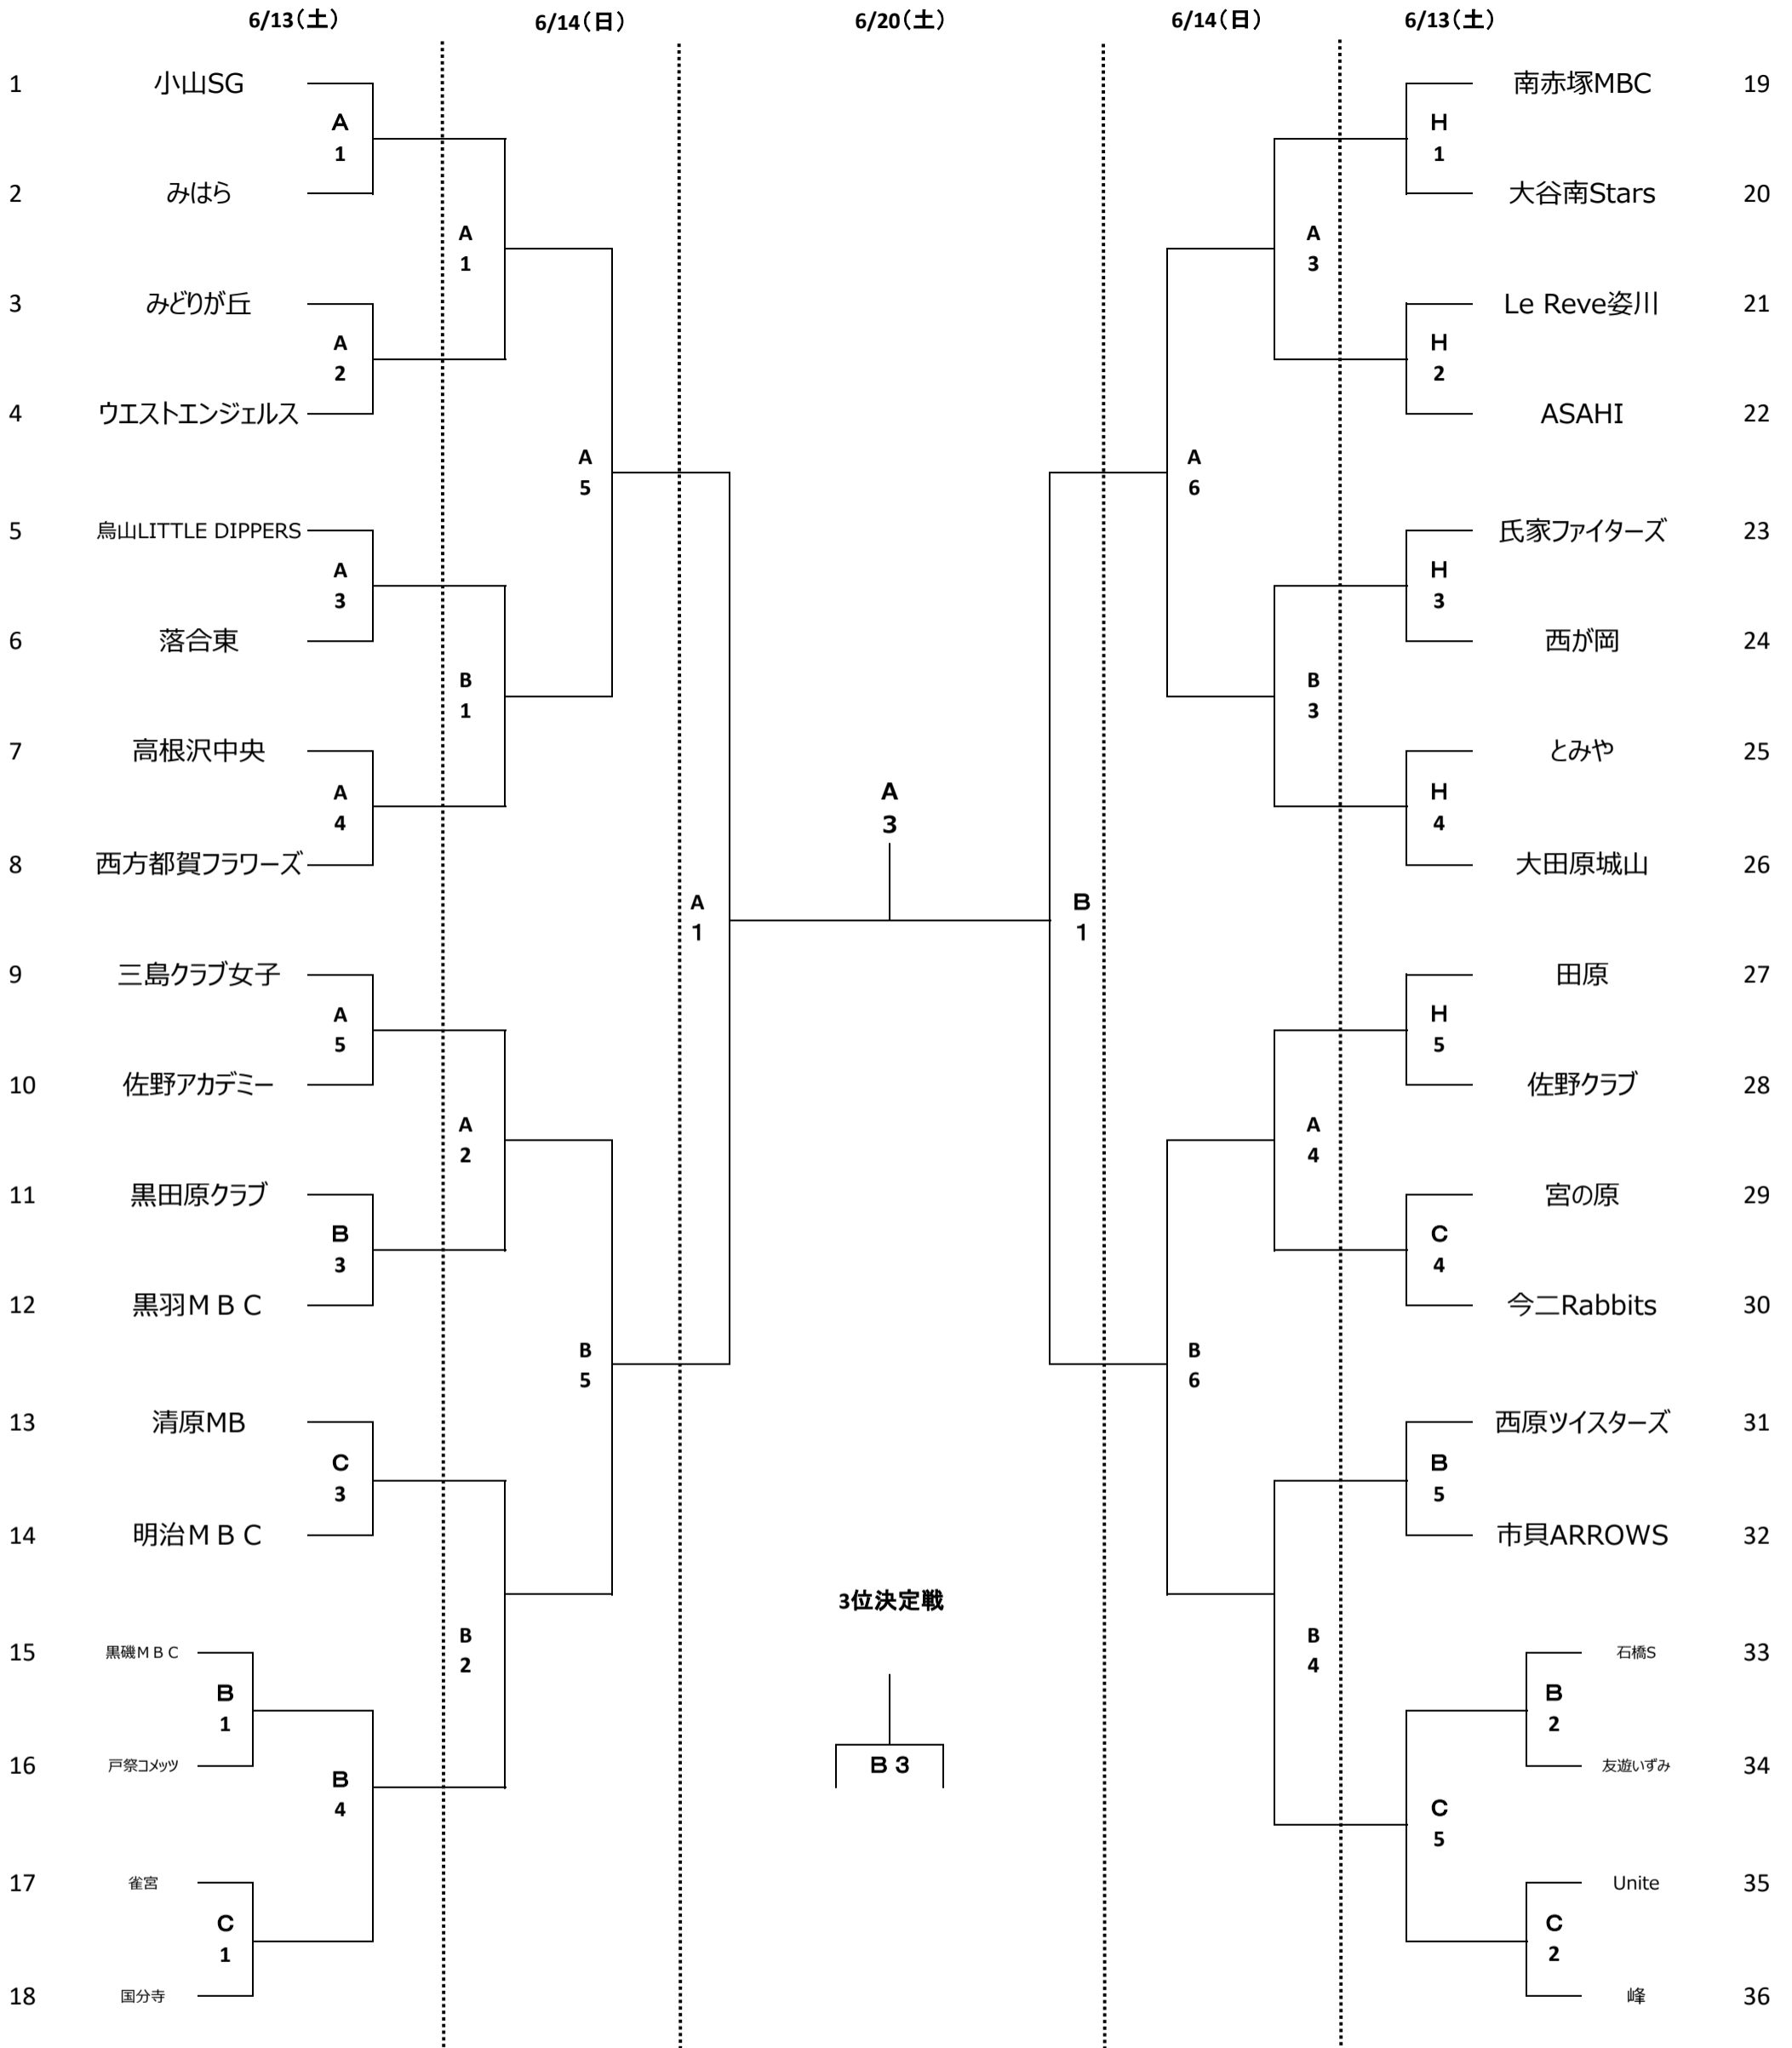 6/13(土) 6/14(日) 6/20(土) 6/14(日) 6/13(土)
1 小山SG 南赤塚MBC 19
A H
1 1
2 みはら 大谷南Stars 20
A A
1 3
3 みどりが丘 Le Reve姿川 21
A H
2 2
4 ウエストエンジェルス ASAHI 22
A A
5 6
5 烏山LITTLE DIPPERS 氏家ファイターズ 23
A H
3 3
6 落合東 西が岡 24
B B
1 3
7 高根沢中央 とみや 25
A A H
4 3 4
8 西方都賀フラワーズ 大田原城山 26
A B
1 1
9 三島クラブ女子 田原 27
A H
5 5
10 佐野アカデミー 佐野クラブ 28
A A
2 4
11 黒田原クラブ 宮の原 29
B C
3 4
12 黒羽ＭＢＣ 今二Rabbits 30
B B
5 6
13 清原MB 西原ツイスターズ 31
C B
3 5
14 明治ＭＢＣ 市貝ARROWS 32
3位決定戦
B B
2 4
15 黒磯ＭＢＣ 石橋S 33
B B
1 2
16 戸祭コメッツ B ３ 友遊いずみ 34
B C
4 5
17 雀宮 Unite 35
C C
1 2
18 国分寺 峰 36